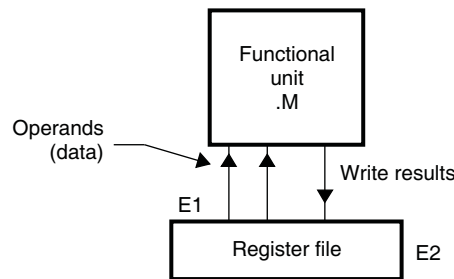 Functional
unit
.M
Operands
(data)
Write results
E1
Register file
E2